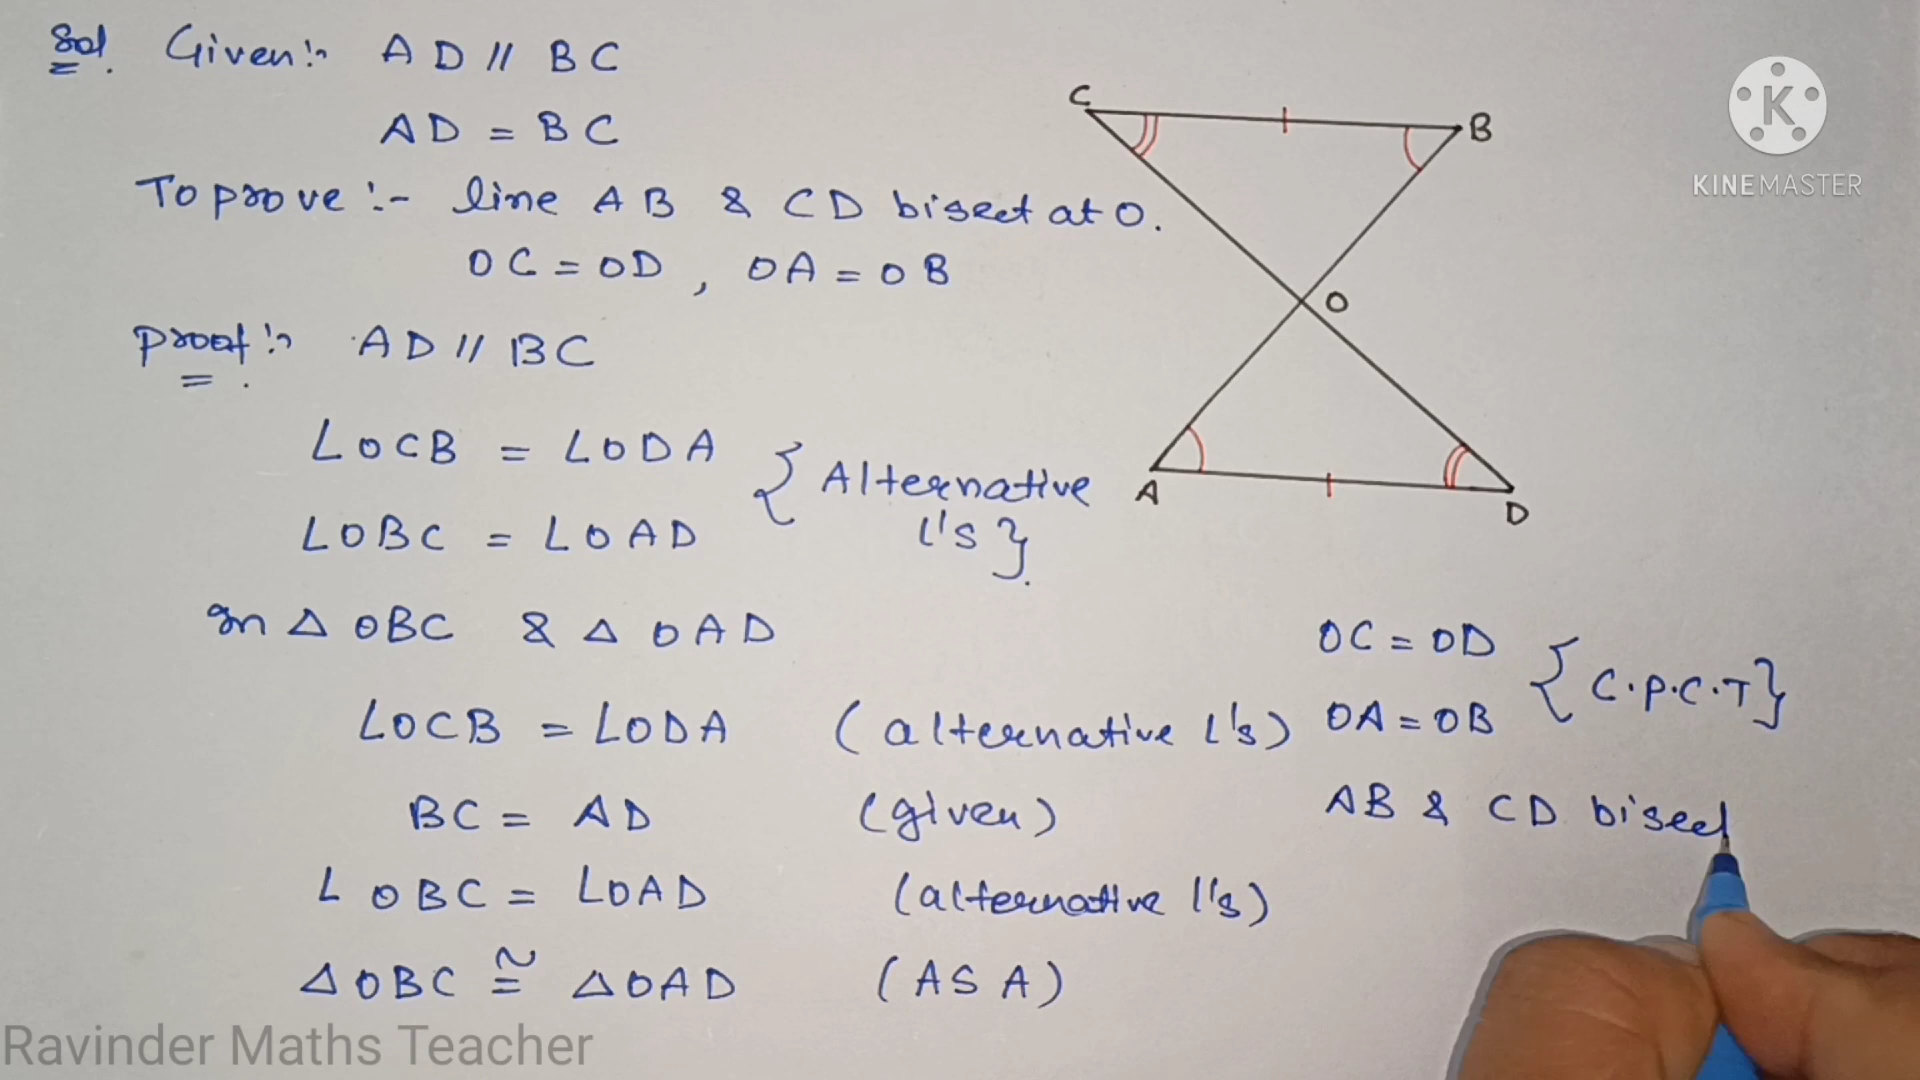 Sol. Given:- AD // BC
AD = BC
To prove :- line AB & CD bisect at O.
OC = OD , OA = OB
Proof :- AD // BC
∠OCB = ∠ODA
∠OBC = ∠OAD
{ Alternative
∠'s }.
In △ OBC & △ OAD
∠OCB = ∠ODA (alternative ∠'s)
BC = AD (given)
∠OBC = ∠OAD (alternative ∠'s)
△OBC ≅ △OAD (ASA)
OC = OD
OA = OB
{ C.P.C.T }
AB & CD bisect
C
B
O
A
D
K
KINEMASTER
Ravinder Maths Teacher